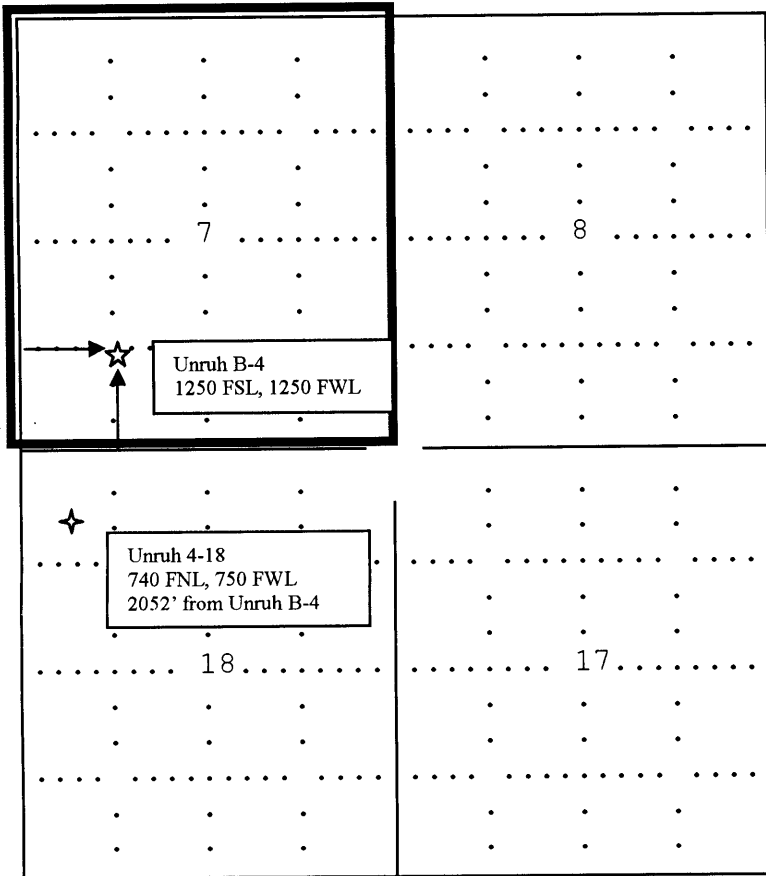 7
8
Unruh B-4
1250 FSL, 1250 FWL
Unruh 4-18
740 FNL, 750 FWL
2052’ from Unruh B-4
18
17